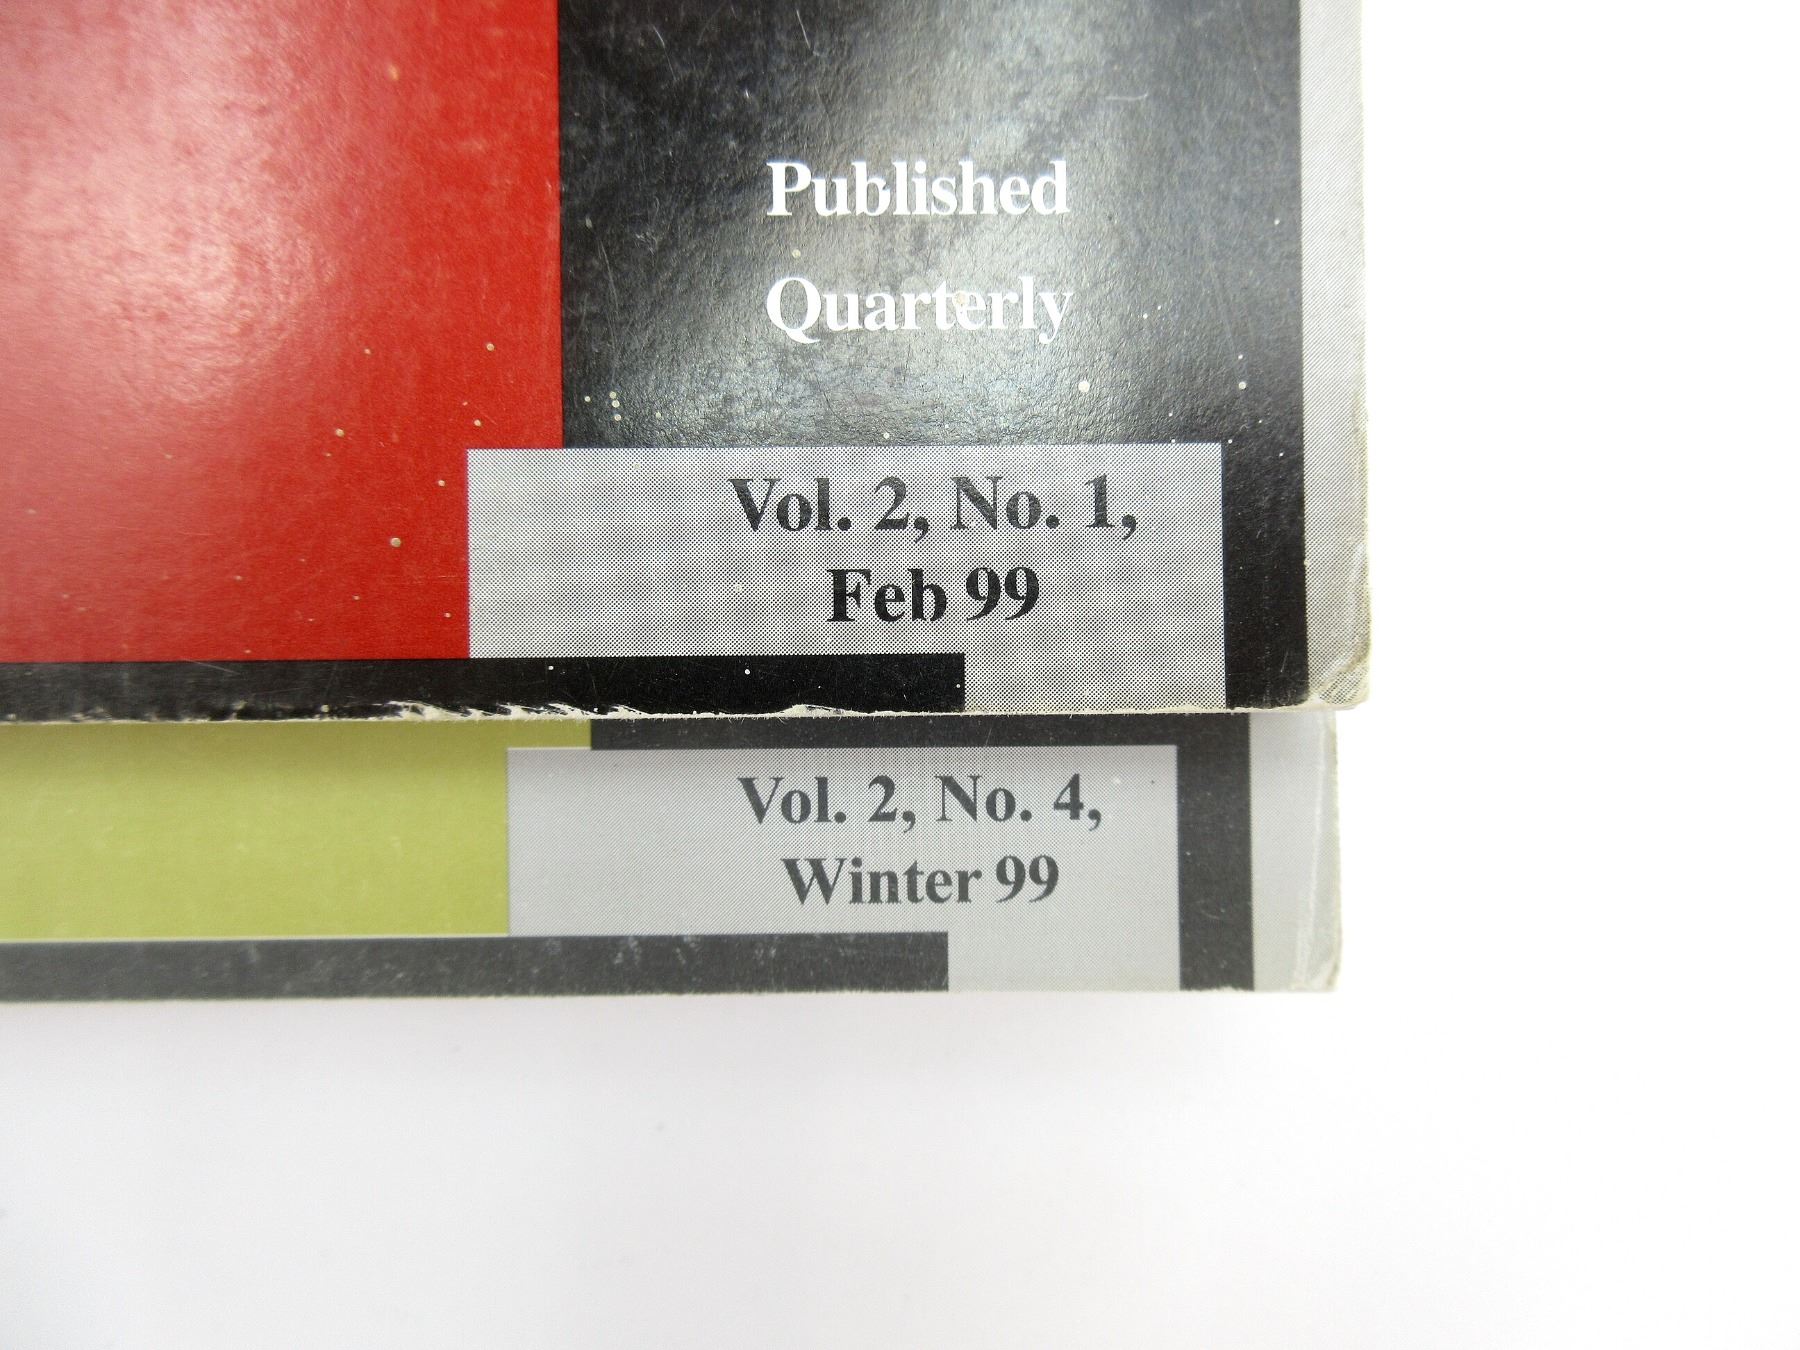 Published
Quarterly
Vol. 2, No. 1,
Feb 99
Vol. 2, No. 4,
Winter 99